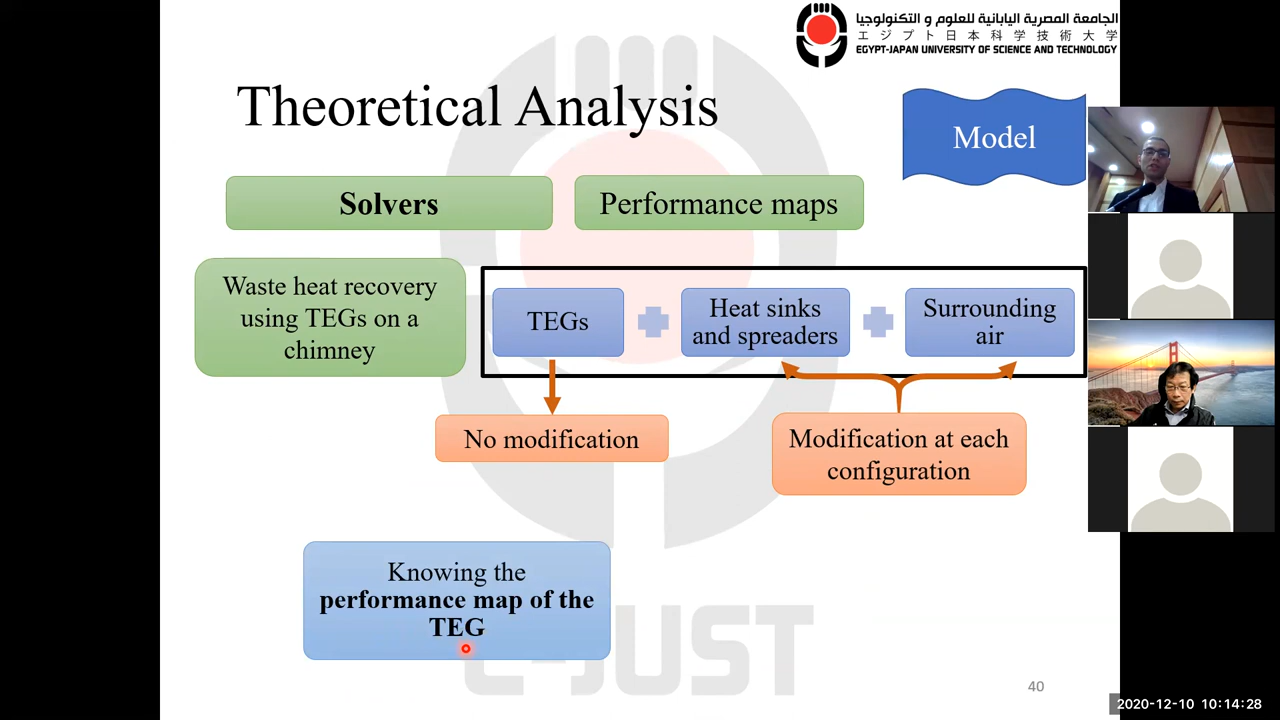 الجامعة المصرية اليابانية للعلوم و التكنولوجيا
エジプト日本科学技術大学
EGYPT-JAPAN UNIVERSITY OF SCIENCE AND TECHNOLOGY
Theoretical Analysis
Model
Solvers
Performance maps
Waste heat recovery
using TEGs on a
chimney
TEGs
Heat sinks
and spreaders
Surrounding
air
No modification
Modification at each
configuration
Knowing the
performance map of the
TEG
E-JUST
40
2020-12-10 10:14:28